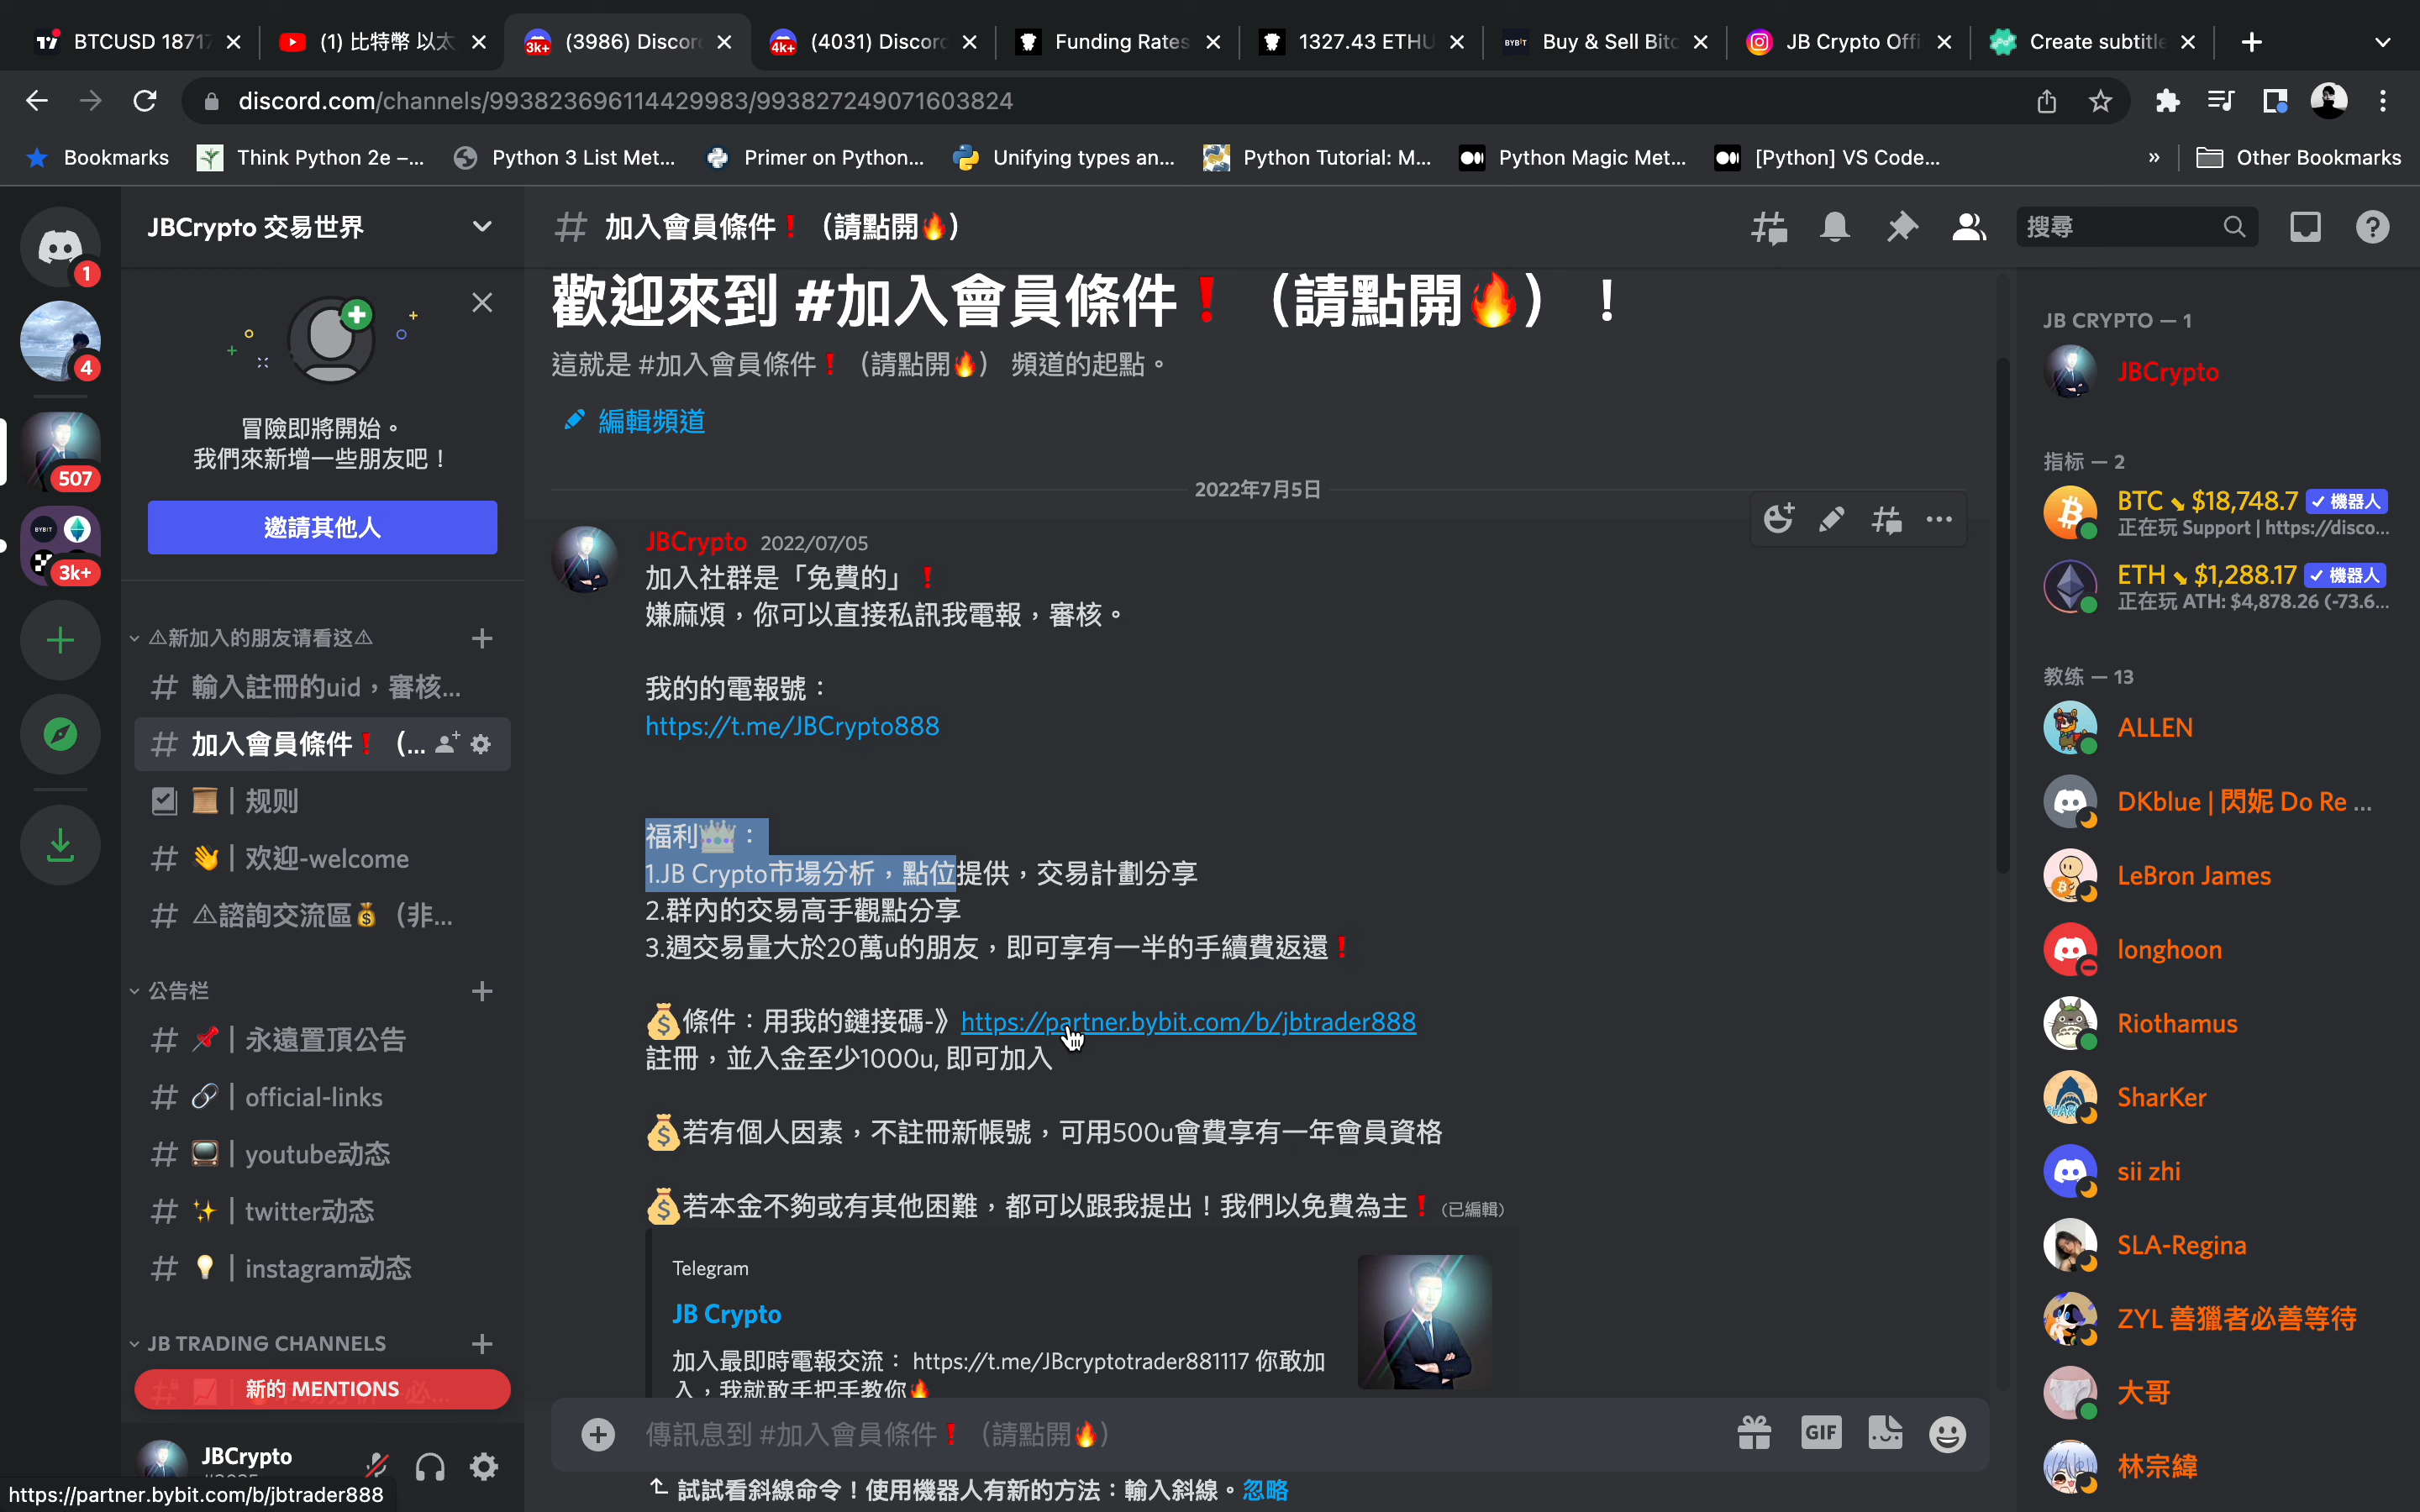 BTCUSD 18717
(1) 比特幣 以太
(3986) Discord
(4031) Discord
Funding Rates
1327.43 ETHU
Buy & Sell Bitc
JB Crypto Offi
Create subtitle
discord.com/channels/993823696114429983/993827249071603824
Bookmarks
Think Python 2e –...
Python 3 List Met...
Primer on Python...
Unifying types an...
Python Tutorial: M...
Python Magic Met...
[Python] VS Code...
»
Other Bookmarks
1
4
507
3k+
JBCrypto 交易世界
冒險即將開始。
我們來新增一些朋友吧！
邀請其他人
⚠新加入的朋友请看这⚠
輸入註冊的uid，審核...
加入會員條件❗（...
📜 | 规则
👋 | 欢迎-welcome
⚠諮詢交流區💰（非...
公告栏
📌 | 永遠置頂公告
🔗 | official-links
📺 | youtube动态
✨ | twitter动态
💡 | instagram动态
JB TRADING CHANNELS
新的 MENTIONS
JBCrypto
https://partner.bybit.com/b/jbtrader888
# 加入會員條件❗（請點開🔥）
搜尋
歡迎來到 #加入會員條件❗（請點開🔥）！
這就是 #加入會員條件❗（請點開🔥） 頻道的起點。
編輯頻道
2022年7月5日
JBCrypto 2022/07/05
加入社群是「免費的」❗
嫌麻煩，你可以直接私訊我電報，審核。
我的的電報號：
https://t.me/JBCrypto888
福利👑：
1.JB Crypto市場分析，點位提供，交易計劃分享
2.群內的交易高手觀點分享
3.週交易量大於20萬u的朋友，即可享有一半的手續費返還❗
💰條件：用我的鏈接碼-》https://partner.bybit.com/b/jbtrader888
註冊，並入金至少1000u, 即可加入
💰若有個人因素，不註冊新帳號，可用500u會費享有一年會員資格
💰若本金不夠或有其他困難，都可以跟我提出！我們以免費為主❗(已編輯)
Telegram
JB Crypto
加入最即時電報交流： https://t.me/JBcryptotrader881117 你敢加
入，我就敢手把手教你🔥
傳訊息到 #加入會員條件❗（請點開🔥）
GIF
試試看斜線命令！使用機器人有新的方法：輸入斜線。忽略
JB CRYPTO — 1
JBCrypto
指标 — 2
BTC ⬊ $18,748.7 ✓ 機器人
正在玩 Support | https://disco...
ETH ⬊ $1,288.17 ✓ 機器人
正在玩 ATH: $4,878.26 (-73.6...
教练 — 13
ALLEN
DKblue | 閃妮 Do Re ...
LeBron James
longhoon
Riothamus
SharKer
sii zhi
SLA-Regina
ZYL 善獵者必善等待
大哥
林宗緯